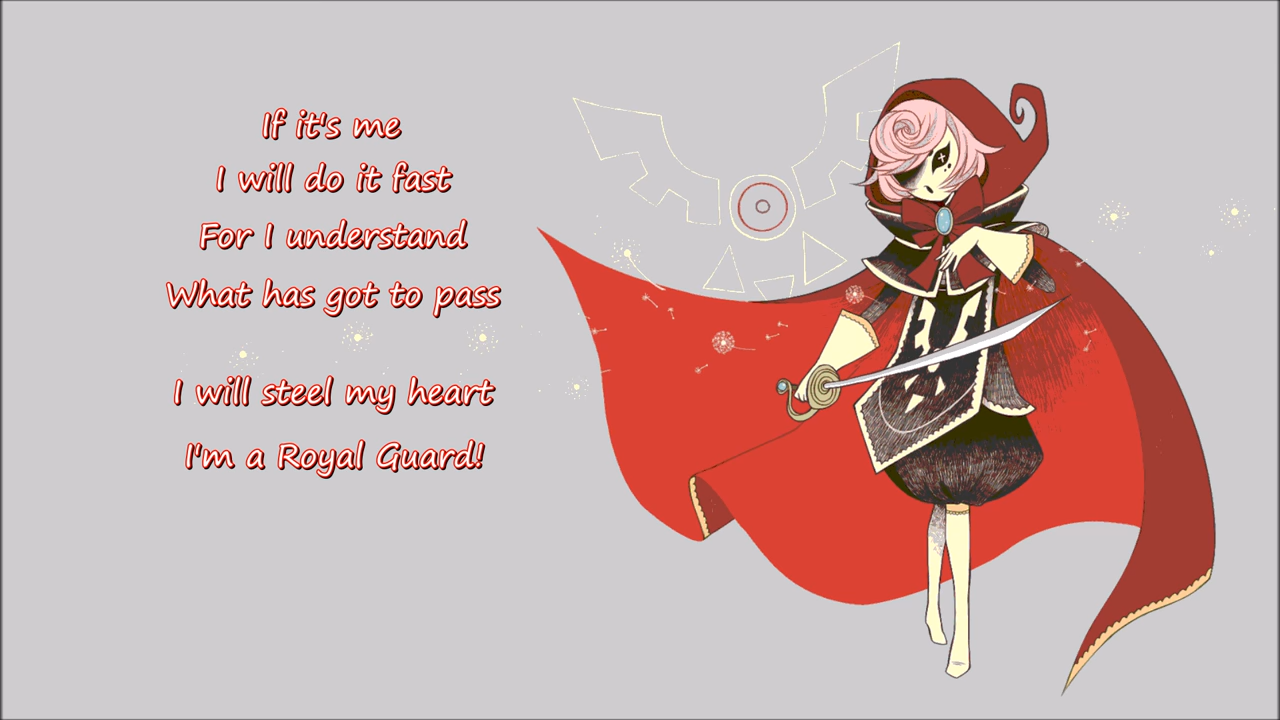 If it's me
I will do it fast
For I understand
What has got to pass
I will steel my heart
I'm a Royal Guard!